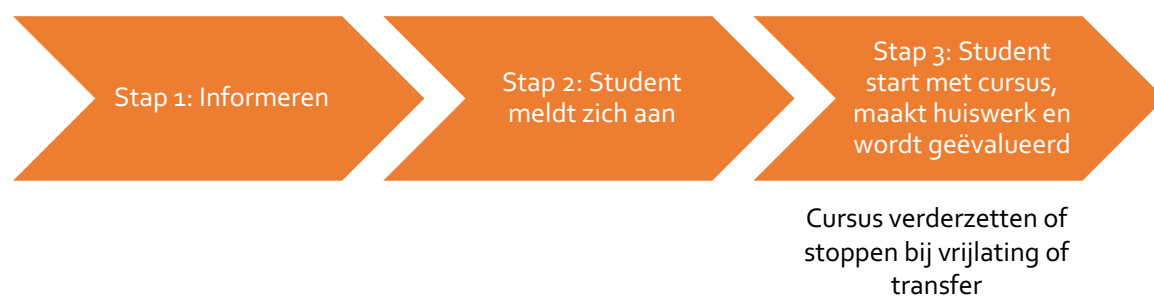 Stap 1: Informeren
Stap 2: Student
meldt zich aan
Stap 3: Student
start met cursus,
maakt huiswerk en
wordt geëvalueerd
Cursus verderzetten of
stoppen bij vrijlating of
transfer